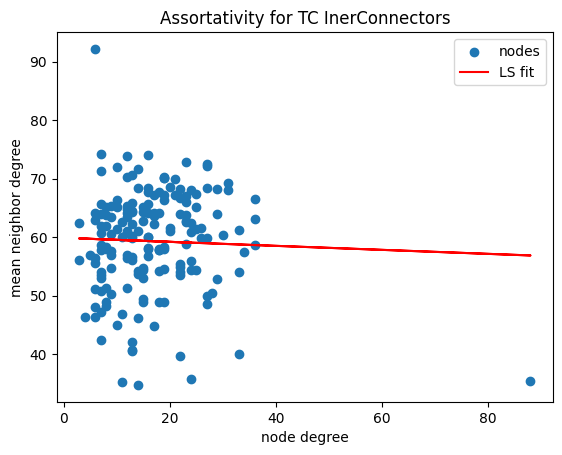 Assortativity for TC InerConnectors
nodes
LS fit
mean neighbor degree
90
80
70
60
50
40
0
20
40
60
80
node degree